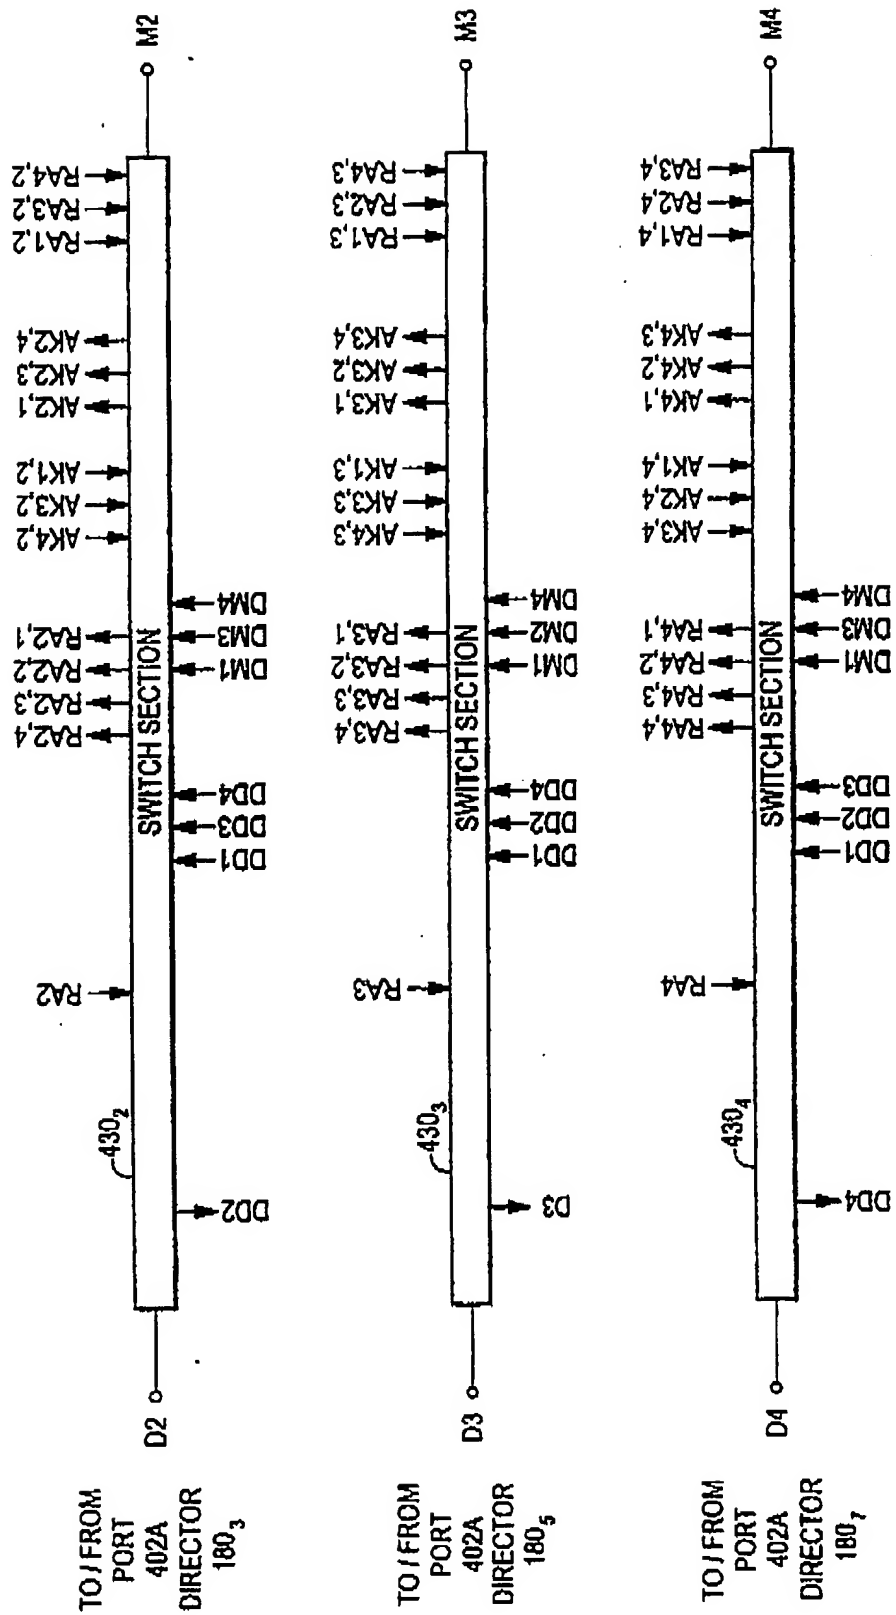 TO / FROM
PORT
402A
DIRECTOR
180₃
D2
430₂
DD2
RA2
DD1
DD3
DD4
SWITCH SECTION
RA2,4
RA2,3
RA2,2
RA2,1
DM1
DM3
DM4
AK4,2
AK3,2
AK1,2
AK2,1
AK2,3
AK2,4
RA1,2
RA3,2
RA4,2
M2
TO / FROM
PORT
402A
DIRECTOR
180₅
D3
430₃
D3
RA3
DD1
DD2
DD4
SWITCH SECTION
RA3,4
RA3,3
RA3,2
RA3,1
DM1
DM2
DM4
AK4,3
AK3,3
AK1,3
AK3,1
AK3,2
AK3,4
RA1,3
RA2,3
RA4,3
M3
TO / FROM
PORT
402A
DIRECTOR
180₇
D4
430₄
DD4
RA4
DD1
DD2
DD3
SWITCH SECTION
RA4,4
RA4,3
RA4,2
RA4,1
DM1
DM3
DM4
AK3,4
AK2,4
AK1,4
AK4,1
AK4,2
AK4,3
RA1,4
RA2,4
RA3,4
M4